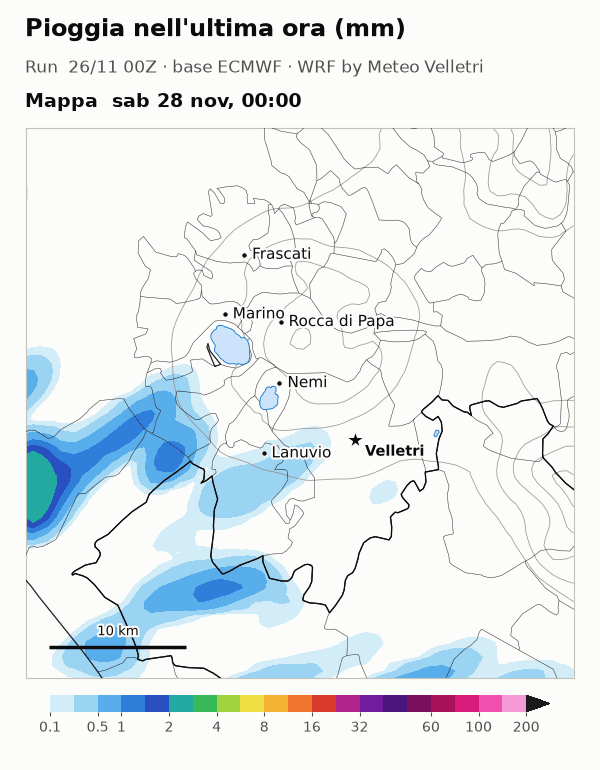 Pioggia nell'ultima ora (mm)
Run  26/11 00Z · base ECMWF · WRF by Meteo Velletri
Mappa  sab 28 nov, 00:00
Frascati
Marino
Rocca di Papa
Nemi
Velletri
Lanuvio
10 km
0.1 0.5 1 2 4 8 16 32 60 100 200